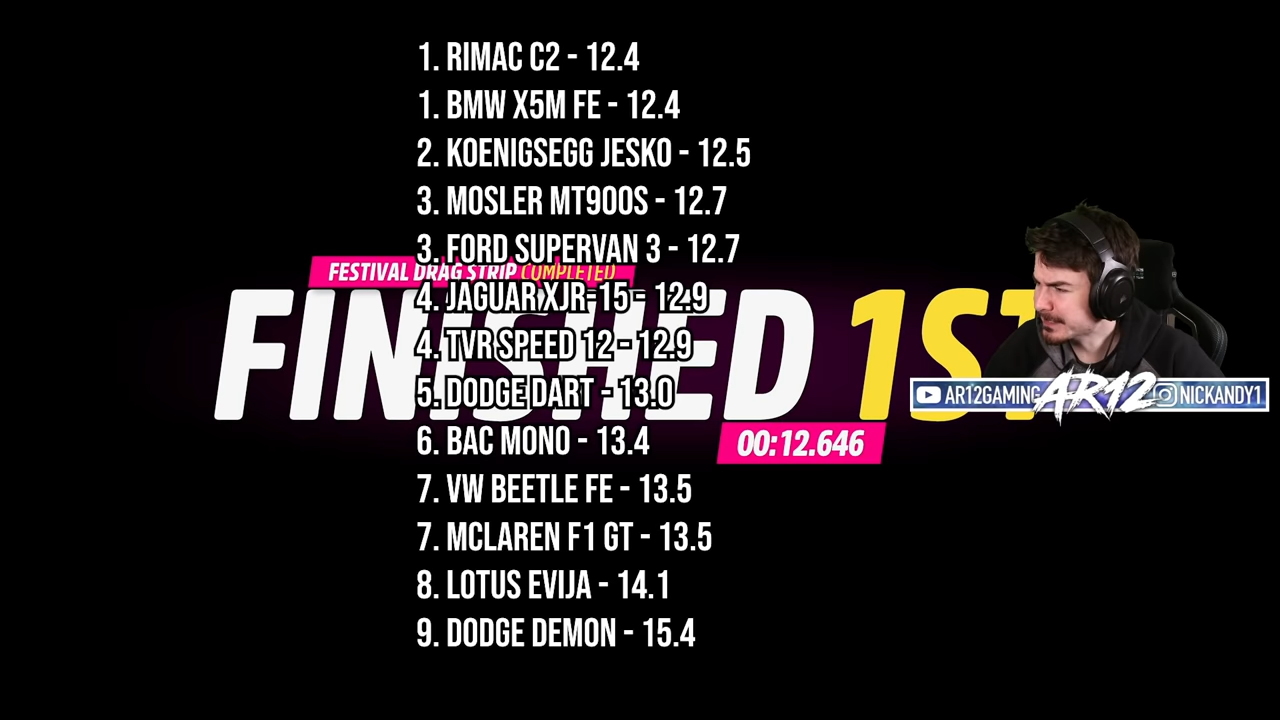 1. RIMAC C2 - 12.4
1. BMW X5M FE - 12.4
2. KOENIGSEGG JESKO - 12.5
3. MOSLER MT900S - 12.7
3. FORD SUPERVAN 3 - 12.7
FESTIVAL DRAG STRIP COMPLETED
4. JAGUAR XJR-15 - 12.9
FINISHED 1ST
4. TVR SPEED 12 - 12.9
5. DODGE DART - 13.0
AR12GAMING AR12 NICKANDY1
6. BAC MONO - 13.4
00:12.646
7. VW BEETLE FE - 13.5
7. MCLAREN F1 GT - 13.5
8. LOTUS EVIJA - 14.1
9. DODGE DEMON - 15.4